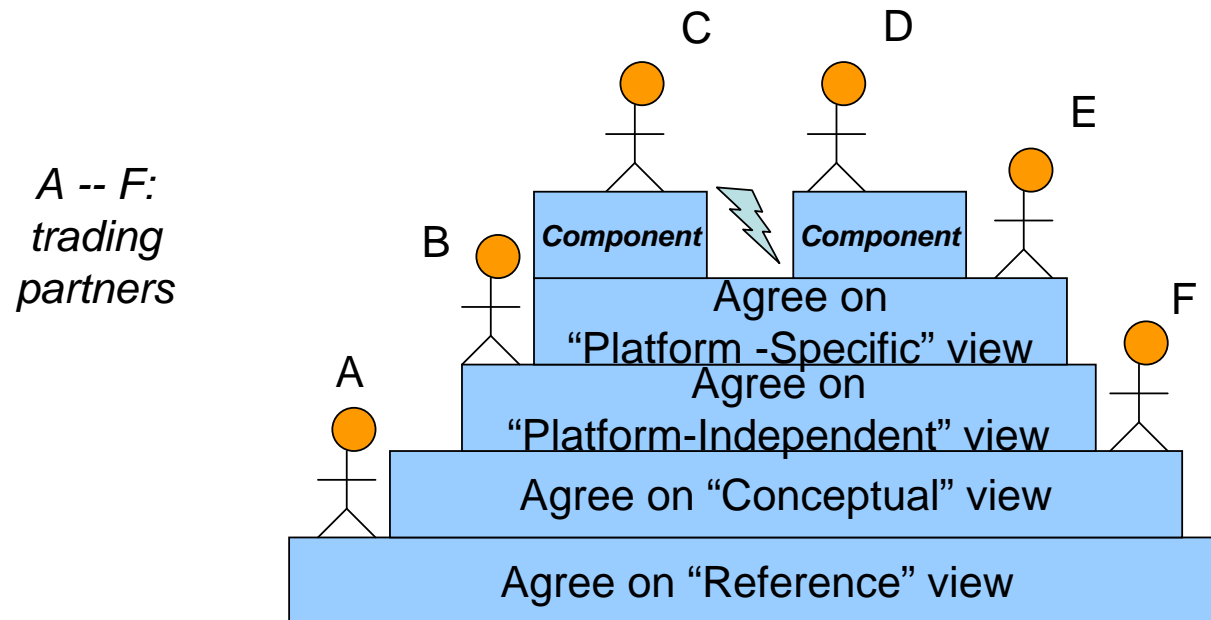 C
D
E
A -- F:
trading
partners
Component
Component
B
Agree on
“Platform -Specific” view
F
A
Agree on
“Platform-Independent” view
Agree on “Conceptual” view
Agree on “Reference” view